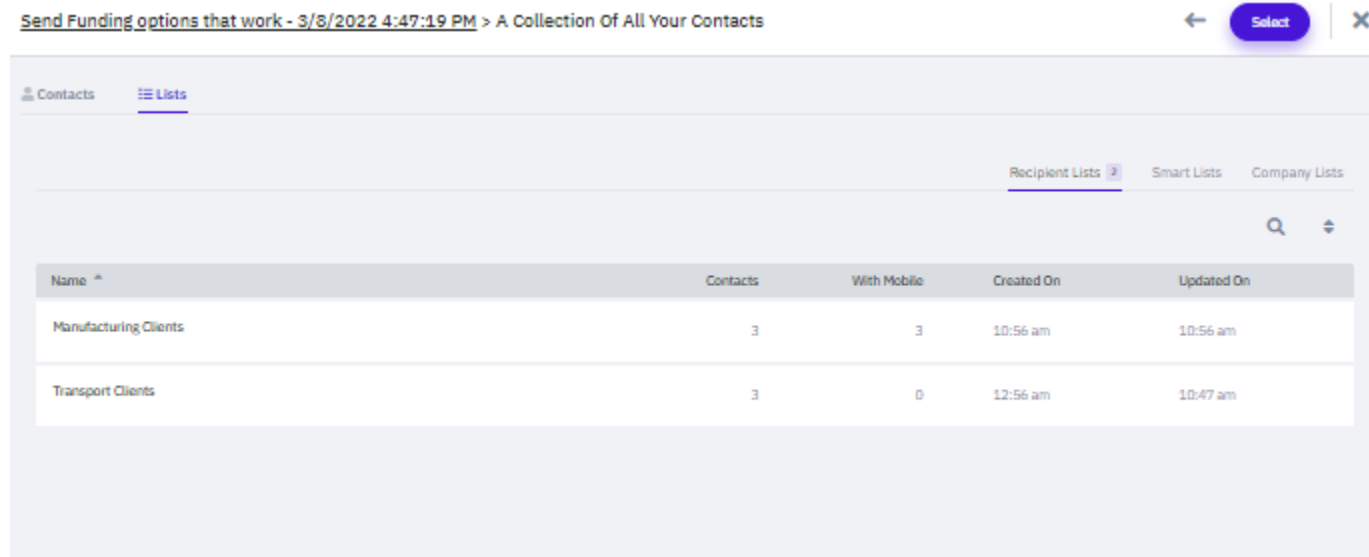 Send Funding options that work - 3/8/2022 4:47:19 PM > A Collection Of All Your Contacts Select
Contacts Lists
Recipient Lists 2 Smart Lists Company Lists
Name Contacts With Mobile Created On Updated On
Manufacturing Clients 3 3 10:56 am 10:56 am
Transport Clients 3 0 12:56 am 10:47 am